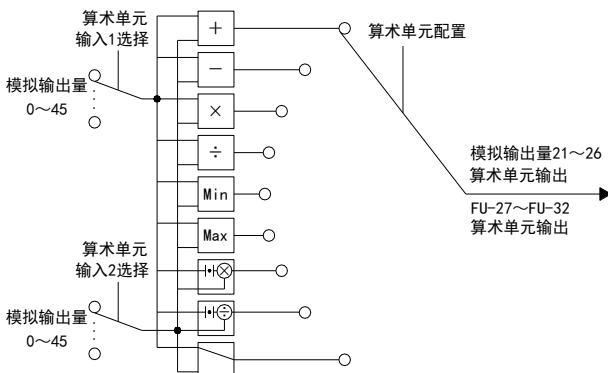 算术单元
输入1选择
模拟输出量
0～45
+
−
×
÷
Min
Max
算术单元
输入2选择
模拟输出量
0～45
算术单元配置
模拟输出量21～26
算术单元输出
FU-27～FU-32
算术单元输出